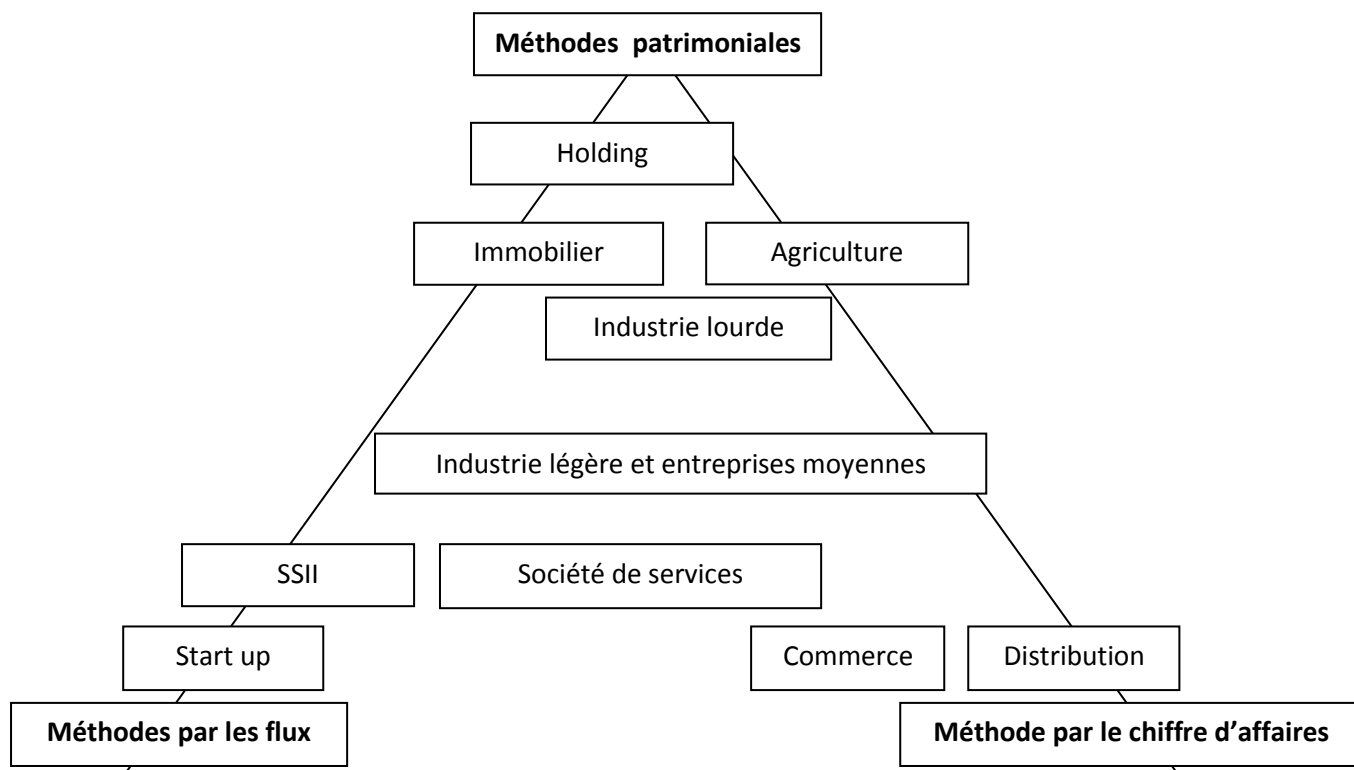 Méthodes patrimoniales
Holding
Immobilier
Agriculture
Industrie lourde
Industrie légère et entreprises moyennes
SSII
Société de services
Start up
Commerce
Distribution
Méthodes par les flux
Méthode par le chiffre d’affaires